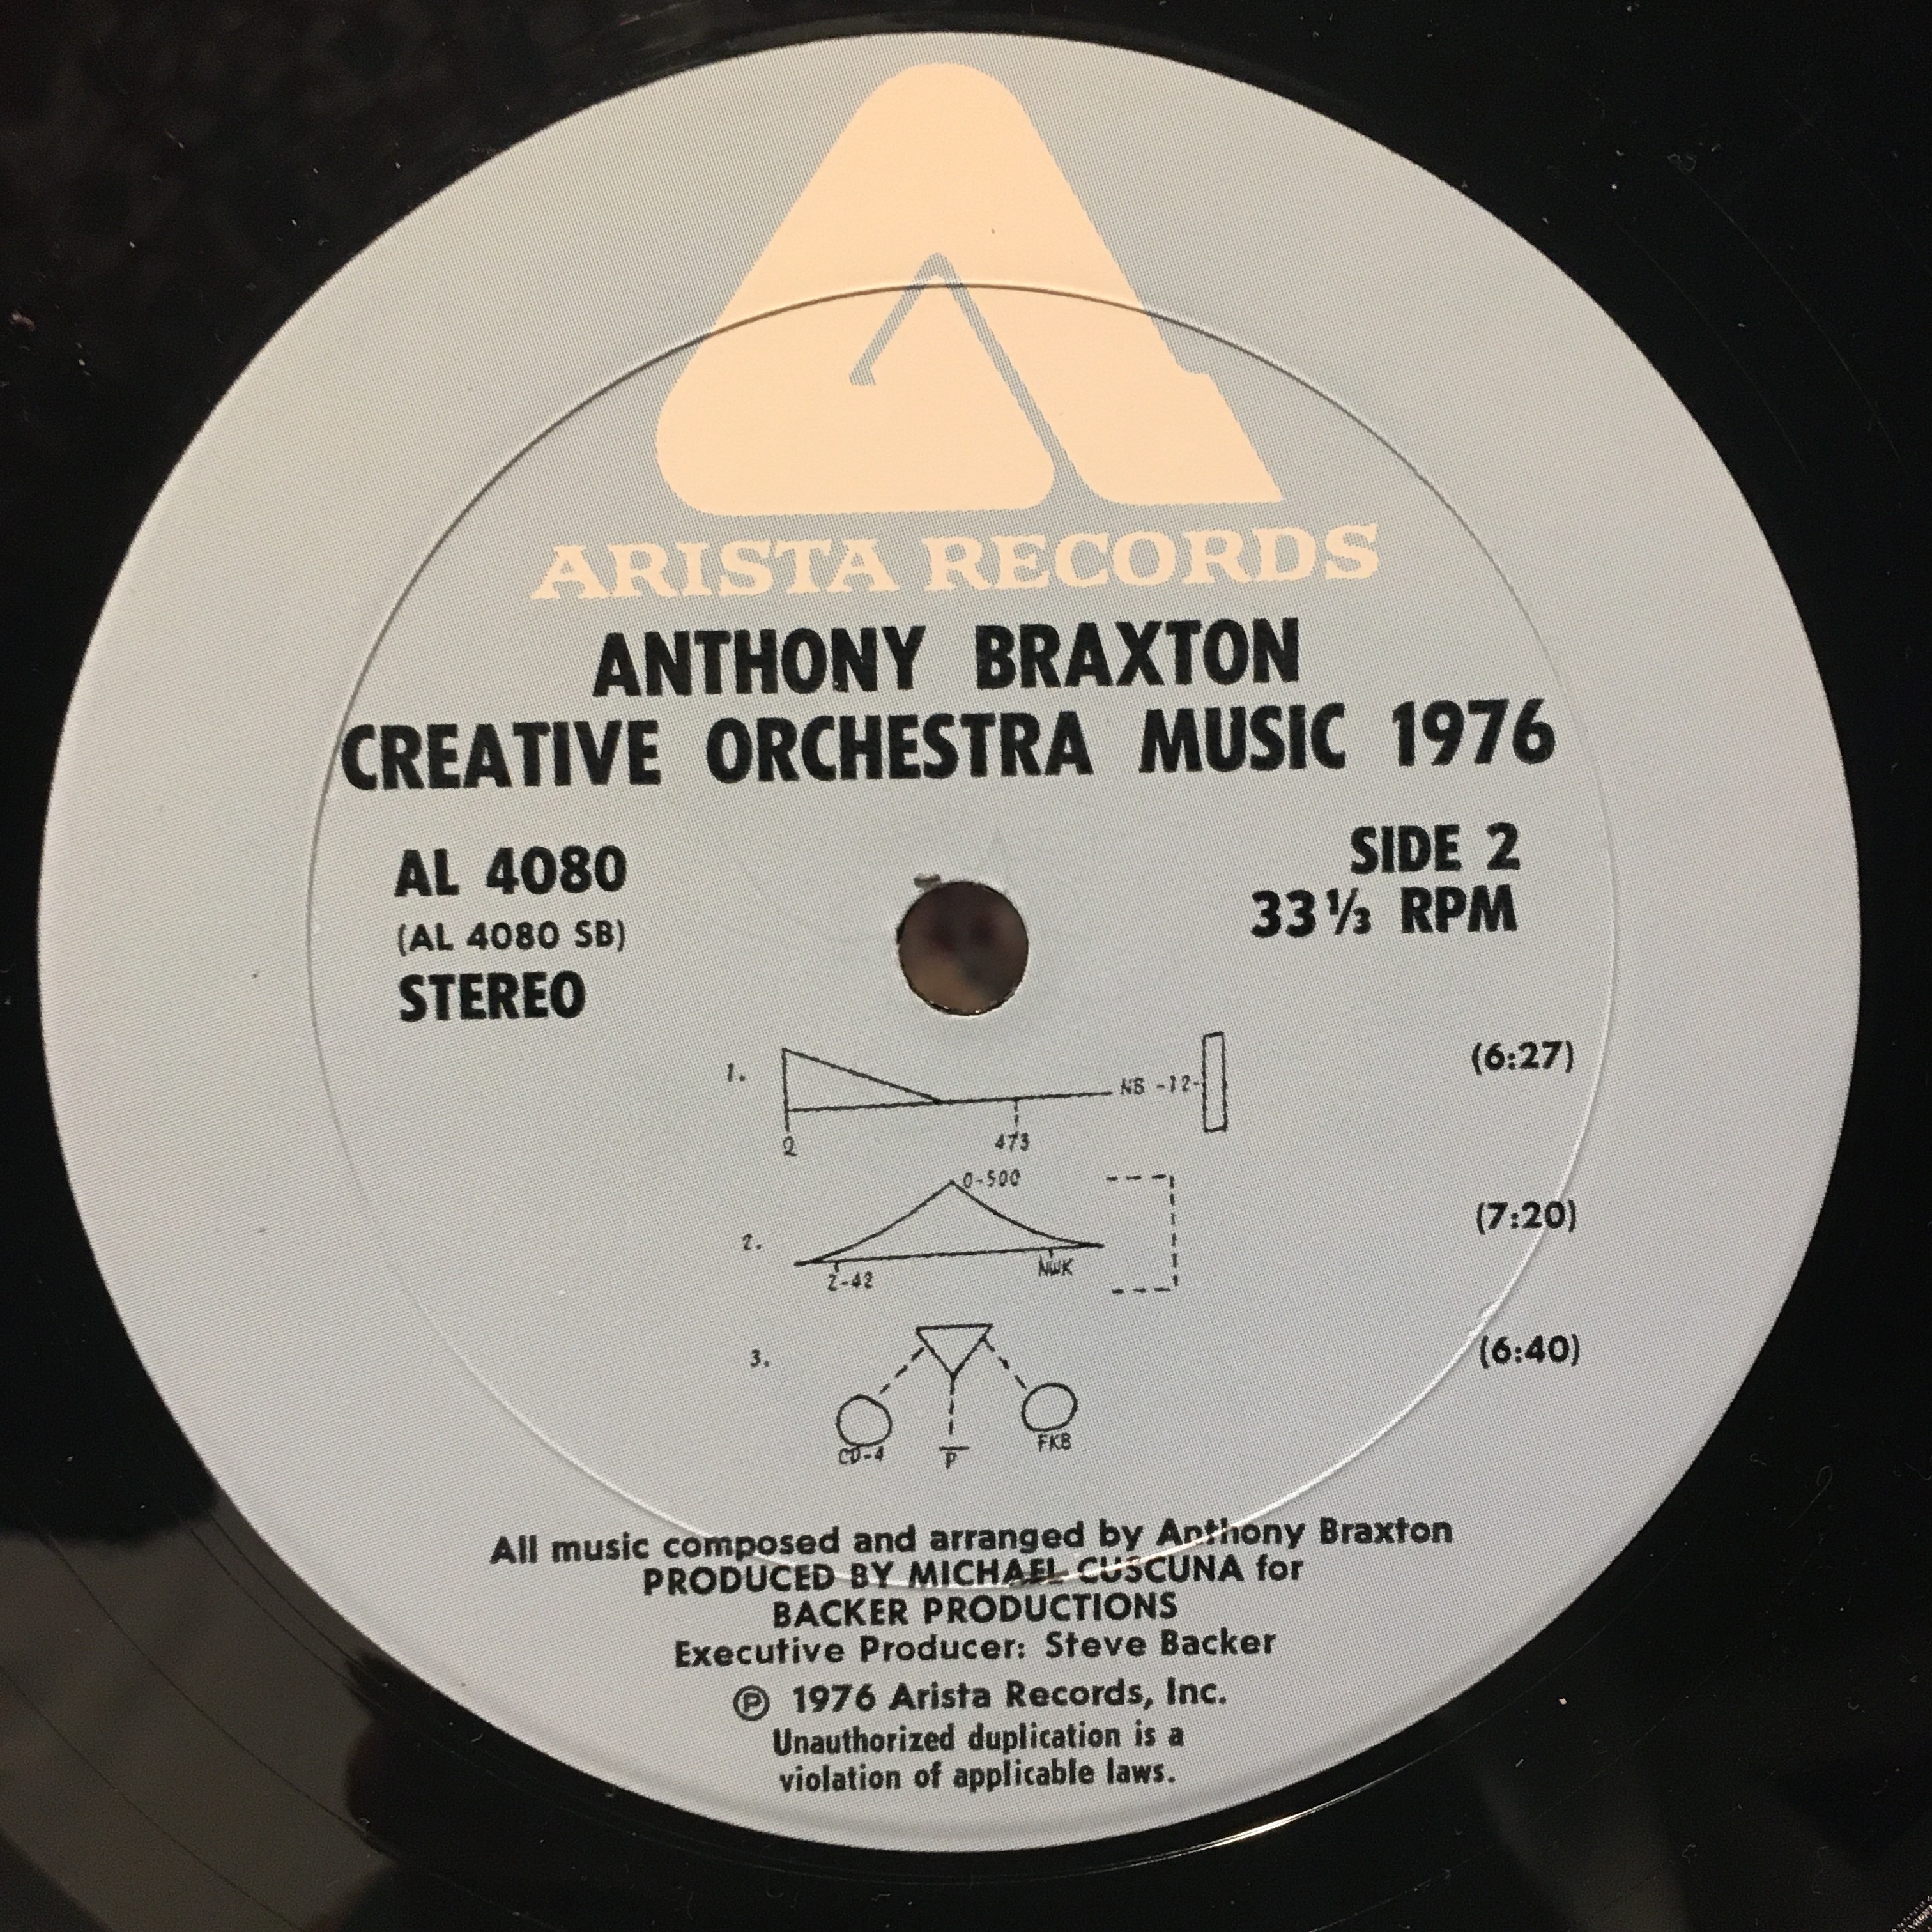 ARISTA RECORDS
ANTHONY BRAXTON
CREATIVE ORCHESTRA MUSIC 1976
AL 4080
(AL 4080 SB)
STEREO
SIDE 2
33⅓ RPM
1. NB -12- (6:27)
2 473
0-500
2. (7:20)
Z-42 NWK
3. (6:40)
CD-4 P FKB
All music composed and arranged by Anthony Braxton
PRODUCED BY MICHAEL CUSCUNA for
BACKER PRODUCTIONS
Executive Producer: Steve Backer
℗ 1976 Arista Records, Inc.
Unauthorized duplication is a
violation of applicable laws.